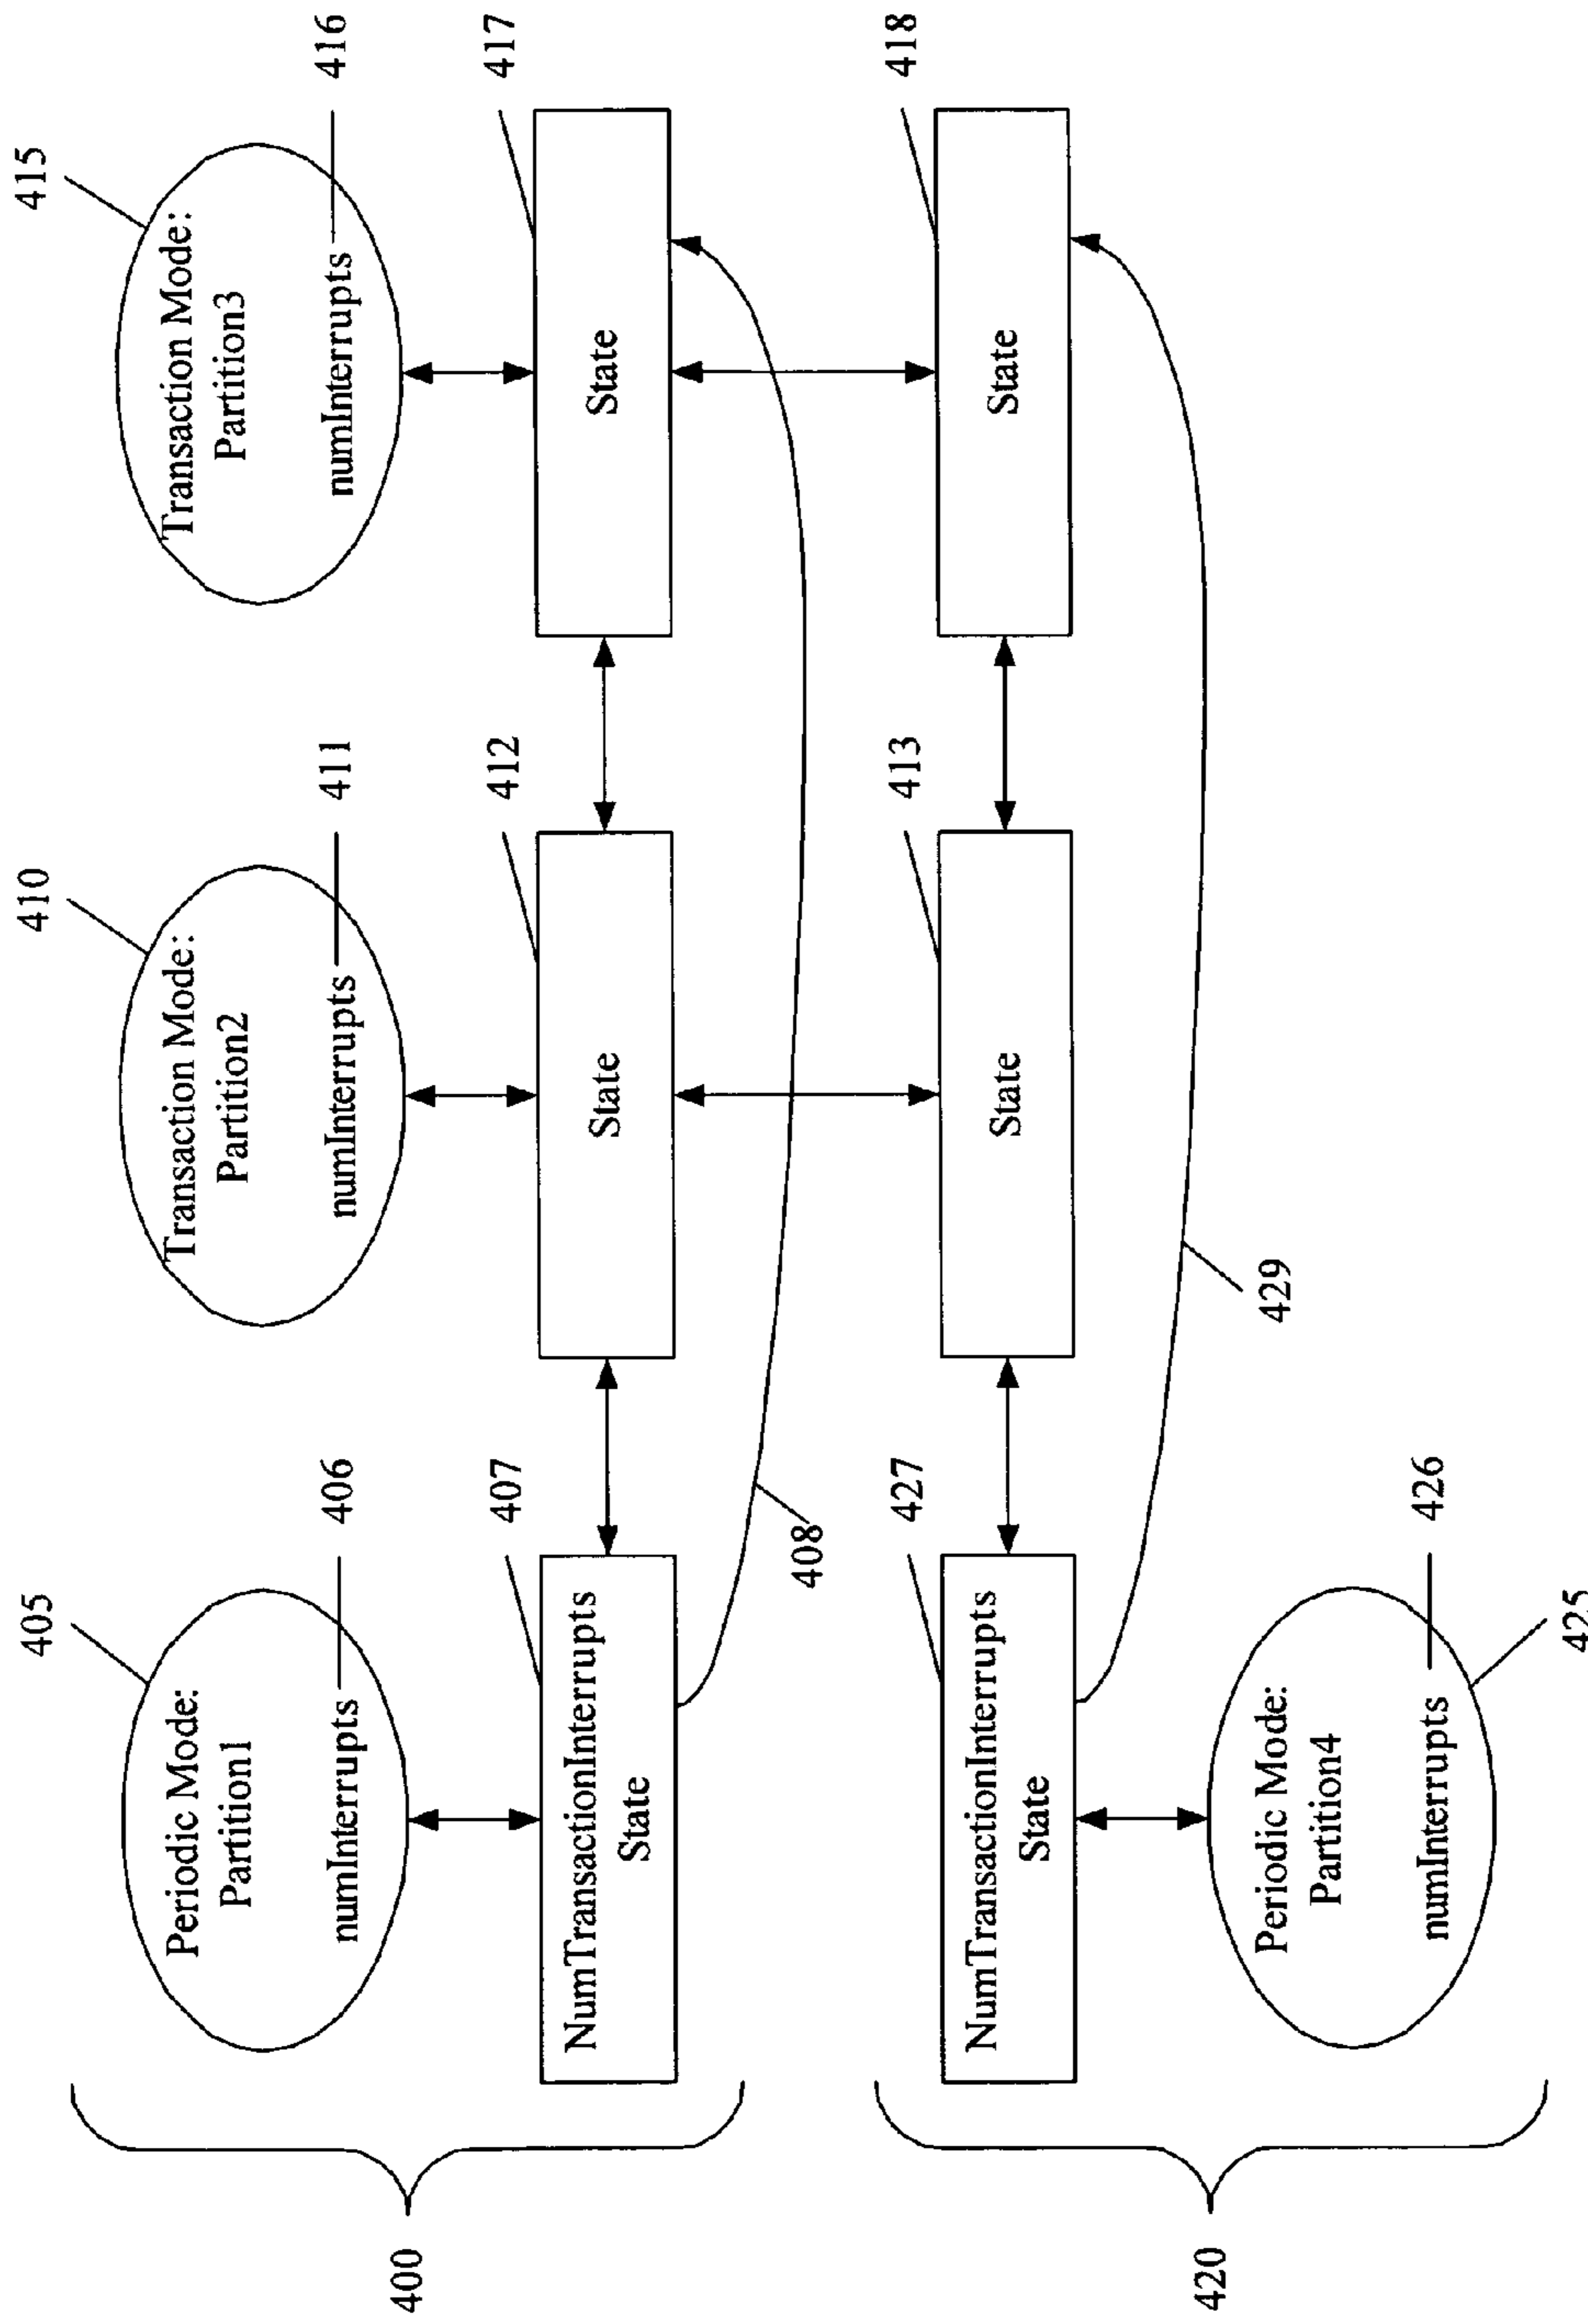 405
410
415
Periodic Mode:
Partition1
numInterrupts
406
Transaction Mode:
Partition2
numInterrupts
411
Transaction Mode:
Partition3
numInterrupts
416
400
407
412
417
NumTransactionInterrupts
State
State
State
408
427
413
418
NumTransactionInterrupts
State
State
State
420
429
Periodic Mode:
Partition4
numInterrupts
426
425